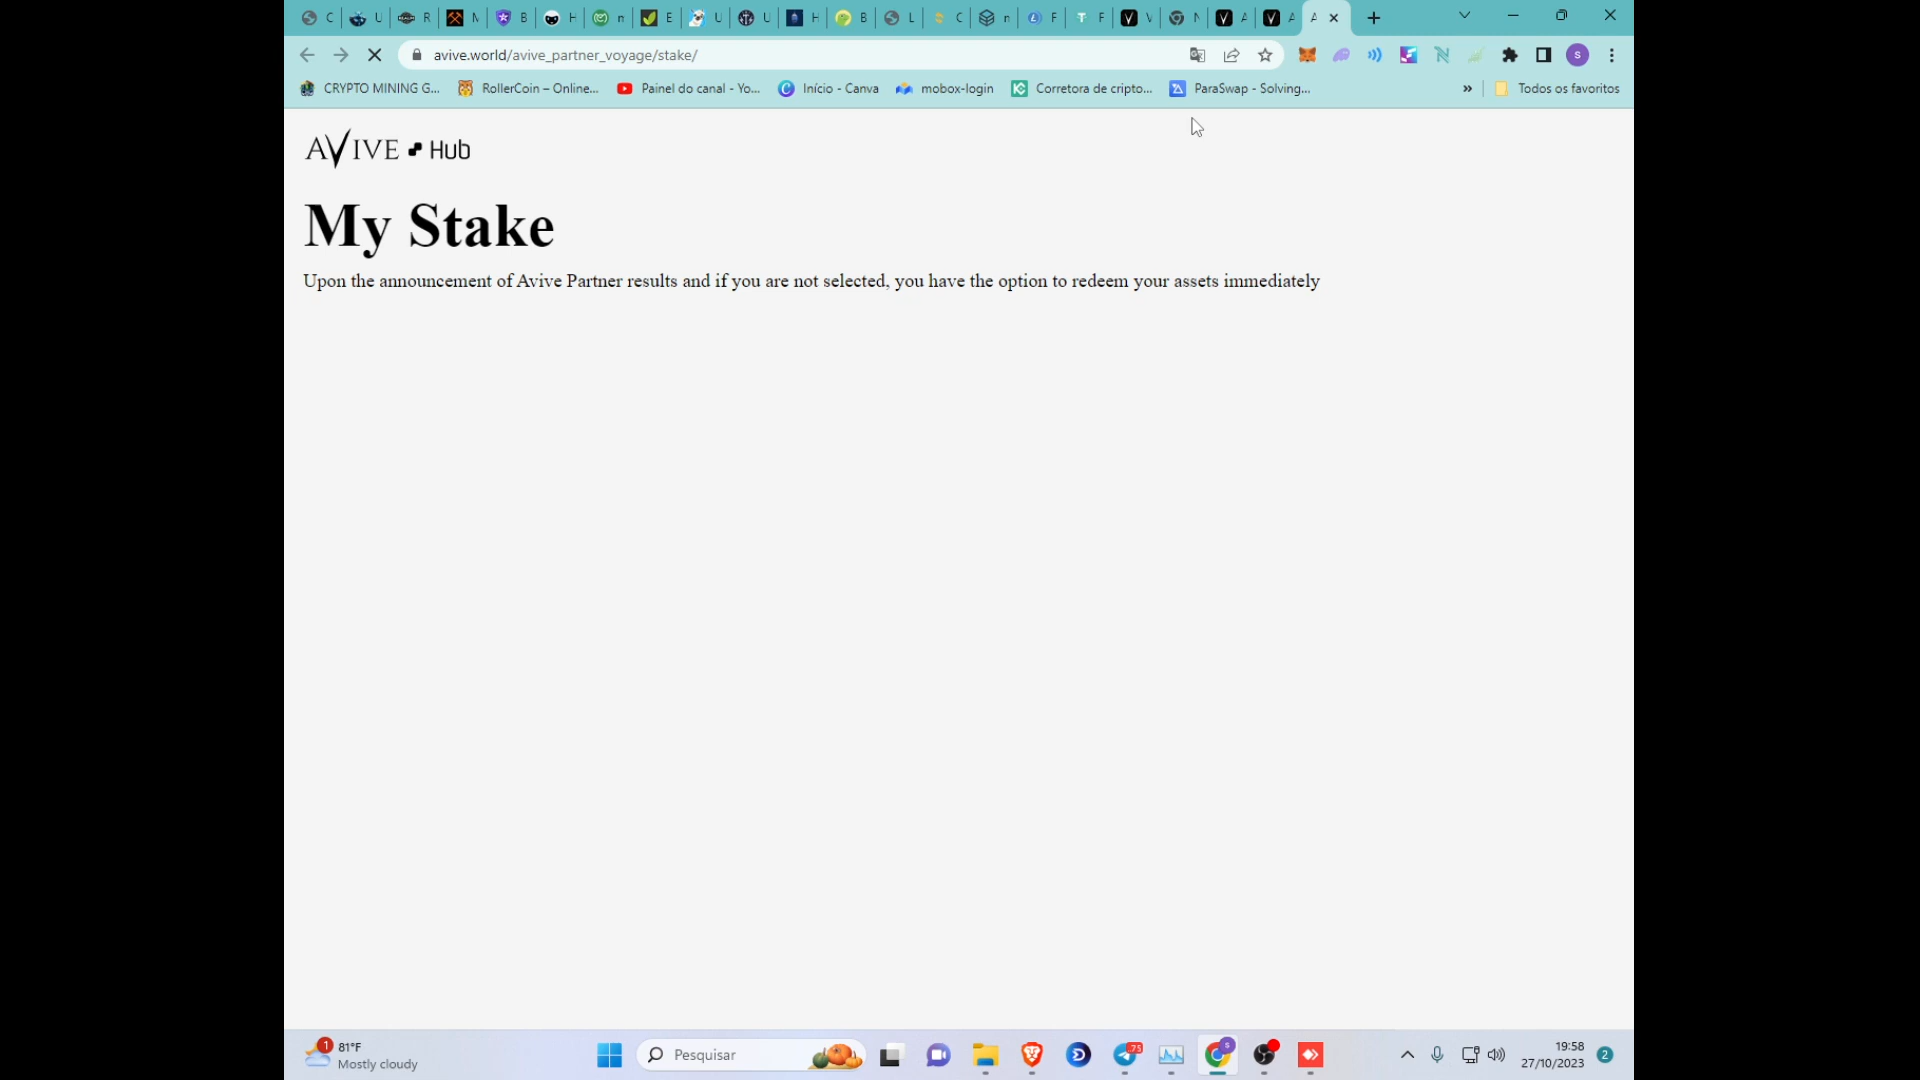 C U R M B H n E U U H B L C n F F V N A A A
avive.world/avive_partner_voyage/stake/
S
CRYPTO MINING G... RollerCoin – Online... Painel do canal - Yo... Início - Canva mobox-login Corretora de cripto... ParaSwap - Solving... » Todos os favoritos
AVIVE Hub
My Stake
Upon the announcement of Avive Partner results and if you are not selected, you have the option to redeem your assets immediately
1 81°F
Mostly cloudy
Pesquisar
75
S
19:58
27/10/2023
2